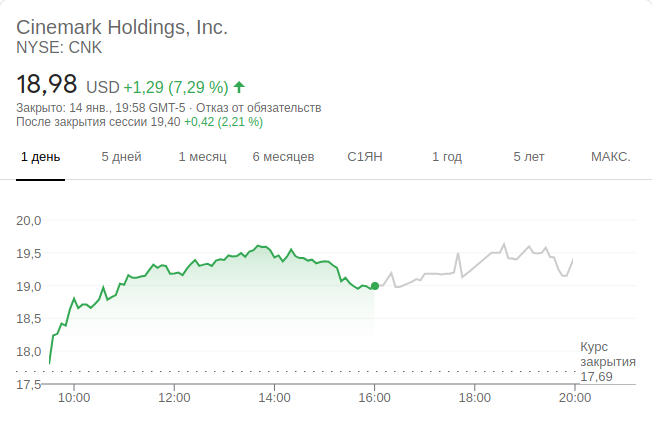 Cinemark Holdings, Inc.
NYSE: CNK
18,98 USD +1,29 (7,29 %)
Закрыто: 14 янв., 19:58 GMT-5 · Отказ от обязательств
После закрытия сессии 19,40 +0,42 (2,21 %)
1 день 5 дней 1 месяц 6 месяцев С1ЯН 1 год 5 лет МАКС.
20,0
19,5
19,0
18,5
18,0
17,5
Курс
закрытия
17,69
10:00 12:00 14:00 16:00 18:00 20:00